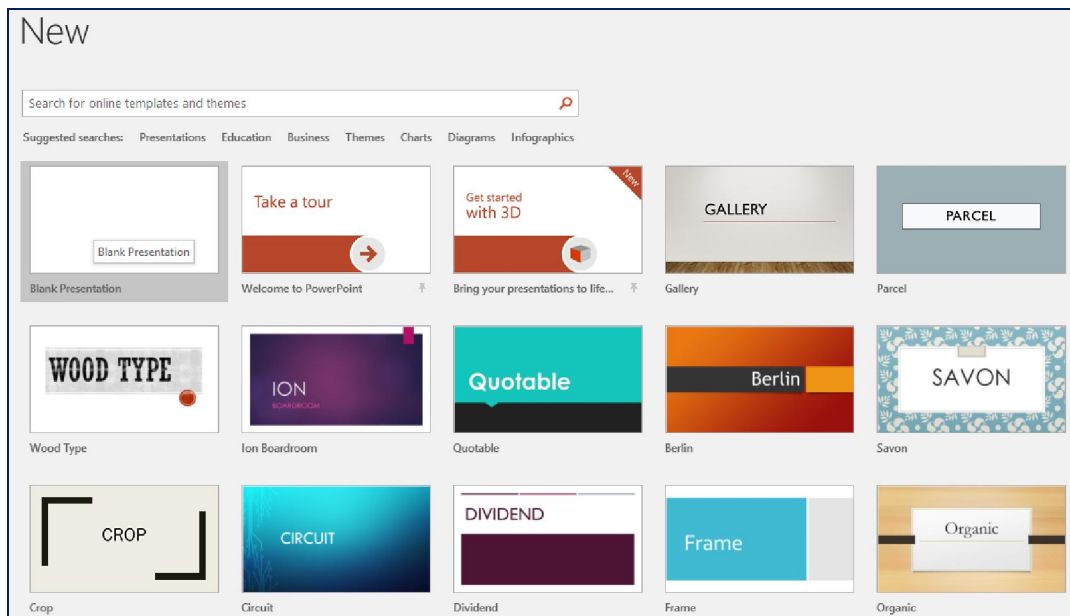 New
Search for online templates and themes
Suggested searches: Presentations Education Business Themes Charts Diagrams Infographics
Take a tour
Get started
with 3D
New
GALLERY
PARCEL
Blank Presentation
Blank Presentation
Welcome to PowerPoint
Bring your presentations to life...
Gallery
Parcel
WOOD TYPE
ION
BOARDROOM
Quotable
Berlin
SAVON
Wood Type
Ion Boardroom
Quotable
Berlin
Savon
CROP
CIRCUIT
DIVIDEND
Frame
Organic
Crop
Circuit
Dividend
Frame
Organic